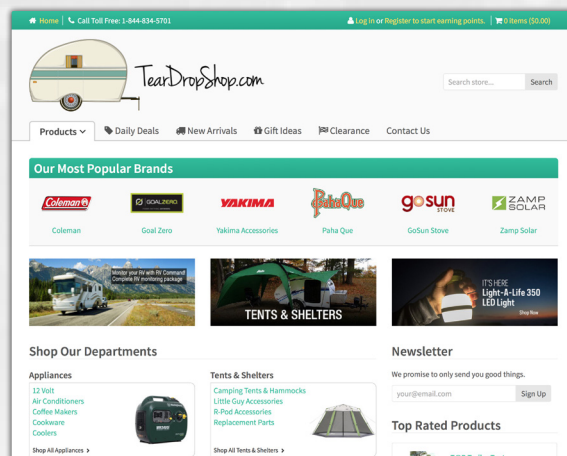 Home | Call Toll Free: 1-844-834-5701
Log In or Register to start earning points. | 0 items ($0.00)
TearDropShop.com
Search store... Search
Products Daily Deals New Arrivals Gift Ideas Clearance Contact Us
Our Most Popular Brands
Coleman GOALZERO YAKIMA PahaQue gosun STOVE ZAMP SOLAR
Coleman Goal Zero Yakima Accessories Paha Que GoSun Stove Zamp Solar
Monitor your RV with RV Command!
Complete RV monitoring package
TENTS & SHELTERS
IT'S HERE
Light-A-Life 350
LED Light
Shop Now
Shop Our Departments
Appliances
12 Volt
Air Conditioners
Coffee Makers
Cookware
Coolers
Shop All Appliances >
Tents & Shelters
Camping Tents & Hammocks
Little Guy Accessories
R-Pod Accessories
Replacement Parts
Shop All Tents & Shelters >
Newsletter
We promise to only send you good things.
your@email.com Sign Up
Top Rated Products